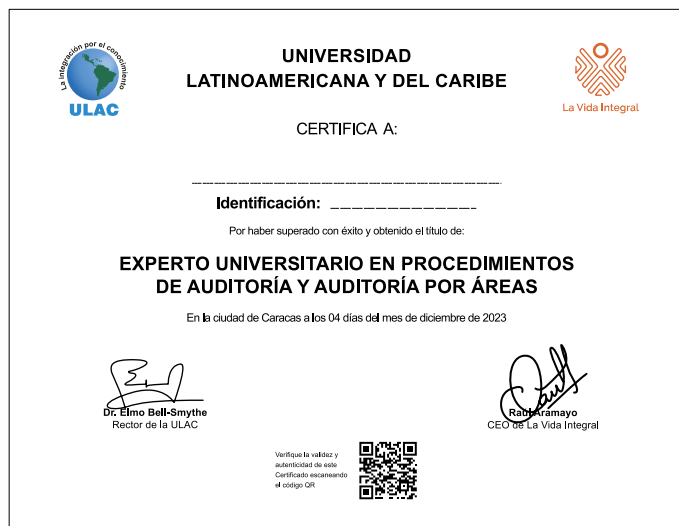 La integración por el conocimiento
ULAC
UNIVERSIDAD
LATINOAMERICANA Y DEL CARIBE
La Vida Integral
CERTIFICA A:
Identificación:
Por haber superado con éxito y obtenido el título de:
EXPERTO UNIVERSITARIO EN PROCEDIMIENTOS
DE AUDITORÍA Y AUDITORÍA POR ÁREAS
En la ciudad de Caracas a los 04 días del mes de diciembre de 2023
Dr. Elmo Bell-Smythe
Rector de la ULAC
Raúl Aramayo
CEO de La Vida Integral
Verifique la validez y
autenticidad de este
Certificado escaneando
el código QR